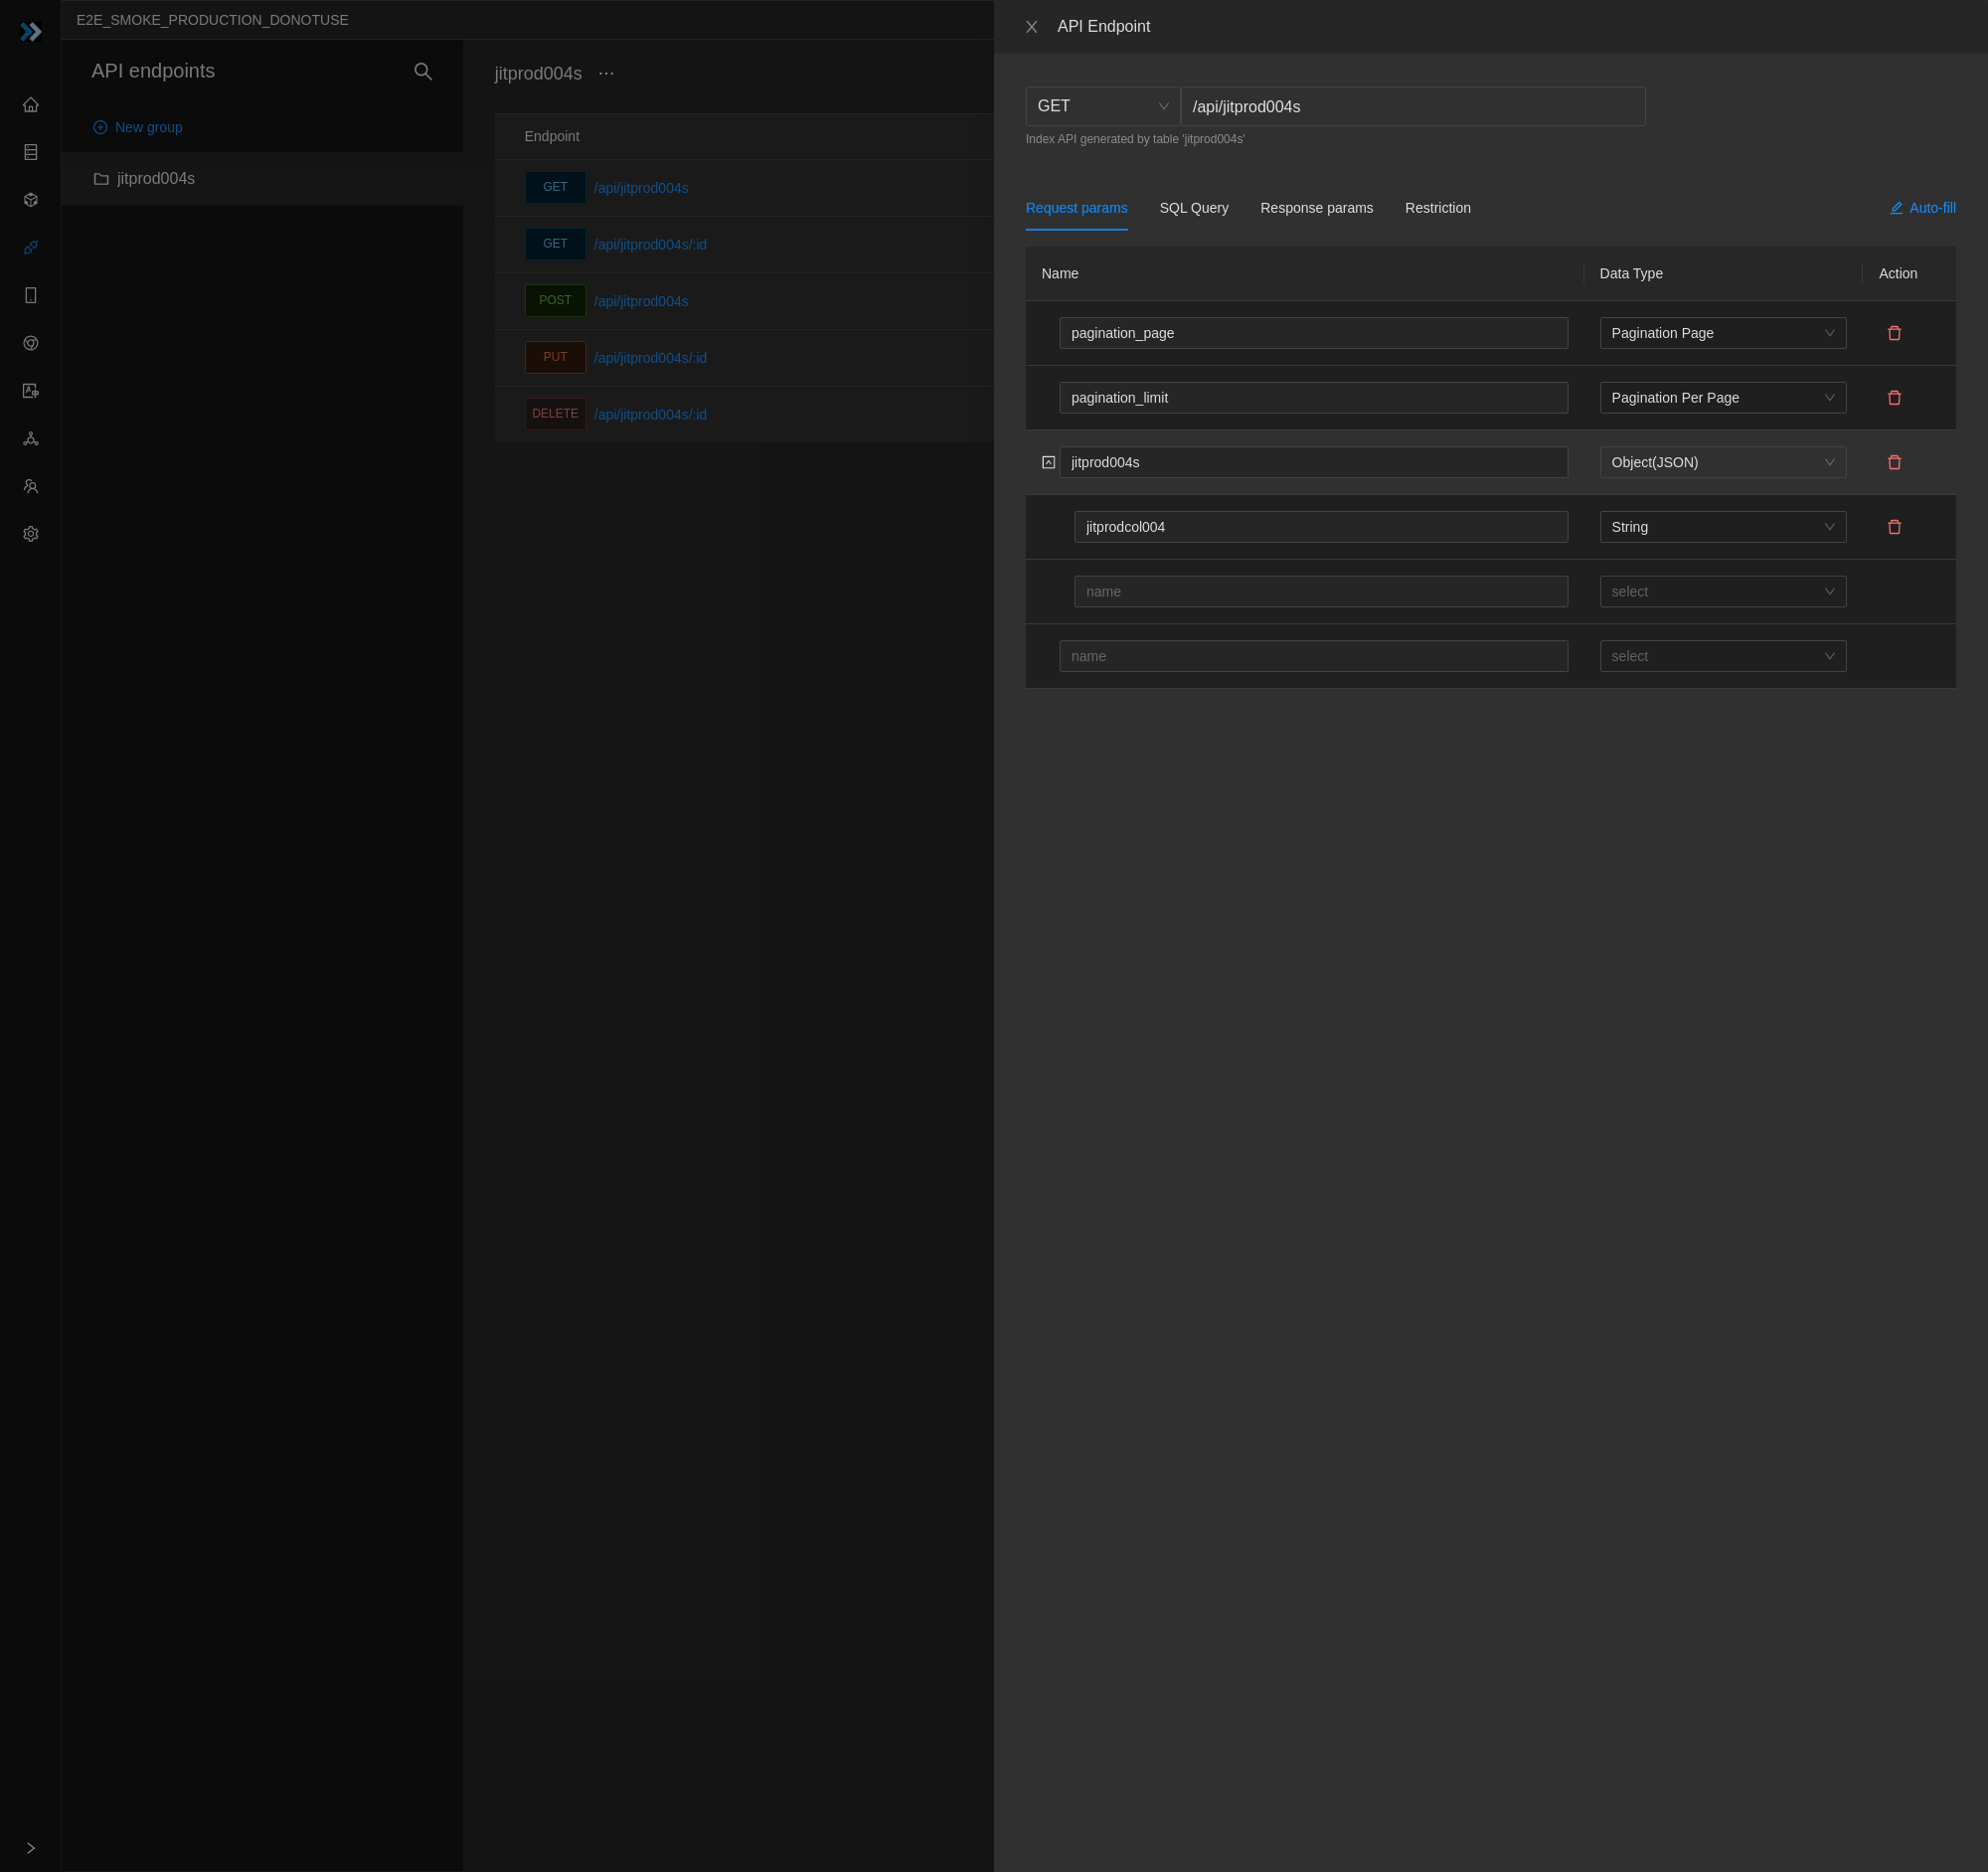 E2E_SMOKE_PRODUCTION_DONOTUSE
API endpoints
New group
jitprod004s
jitprod004s ···
Endpoint
GET /api/jitprod004s
GET /api/jitprod004s/:id
POST /api/jitprod004s
PUT /api/jitprod004s/:id
DELETE /api/jitprod004s/:id
API Endpoint
GET /api/jitprod004s
Index API generated by table 'jitprod004s'
Request params SQL Query Response params Restriction Auto-fill
Name Data Type Action
pagination_page Pagination Page
pagination_limit Pagination Per Page
jitprod004s Object(JSON)
jitprodcol004 String
name select
name select